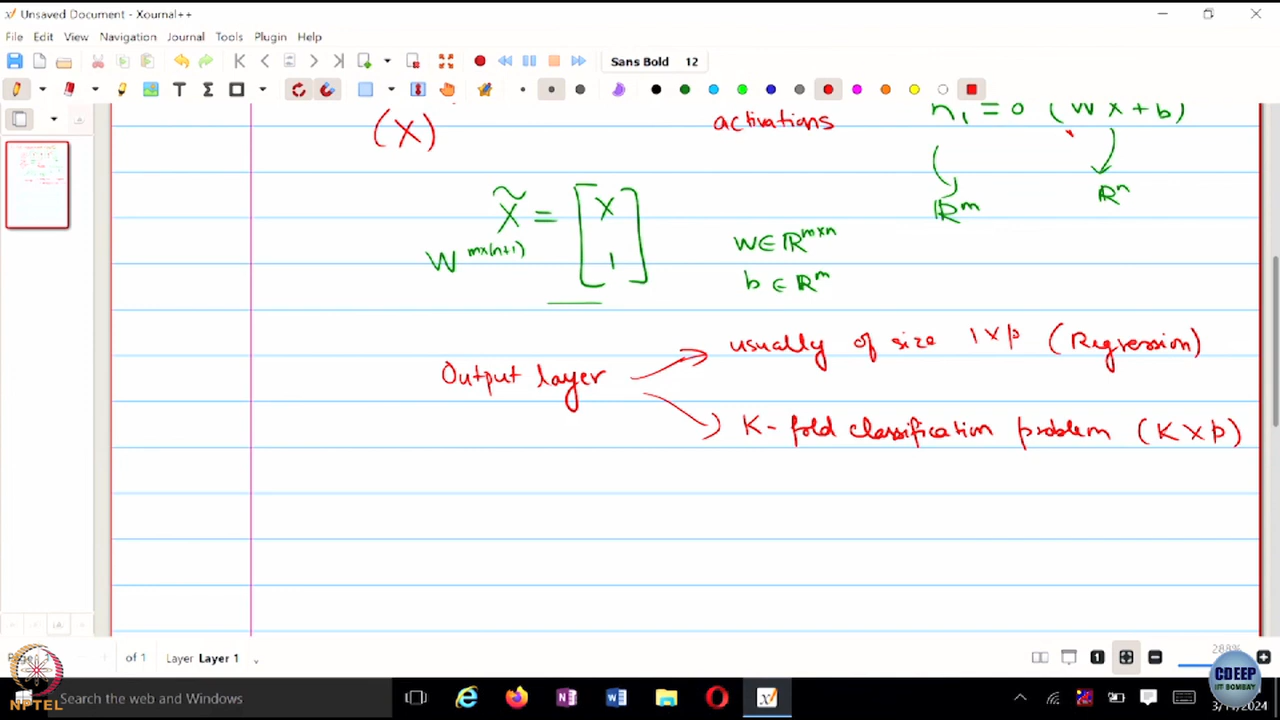 Unsaved Document - Xournal++
File Edit View Navigation Journal Tools Plugin Help
Sans Bold 12
h₁ = σ (W X + b)
(X)
activations
ℝᵐ
ℝⁿ
X̃ = [X
1]
W^{m×(n+1)}
W ∈ ℝ^{m×n}
b ∈ ℝᵐ
Output layer
usually of size 1×p (Regression)
K-fold classification problem (K×p)
of 1 Layer Layer 1
288%
Search the web and Windows
NPTEL
CDEEP
IIT BOMBAY